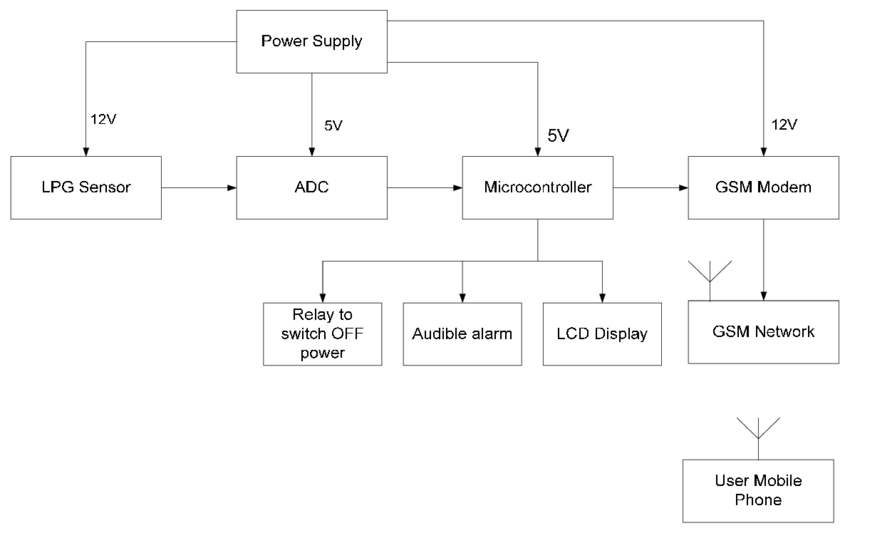 Power Supply
12V
5V
5V
12V
LPG Sensor
ADC
Microcontroller
GSM Modem
Relay to
switch OFF
power
Audible alarm
LCD Display
GSM Network
User Mobile
Phone